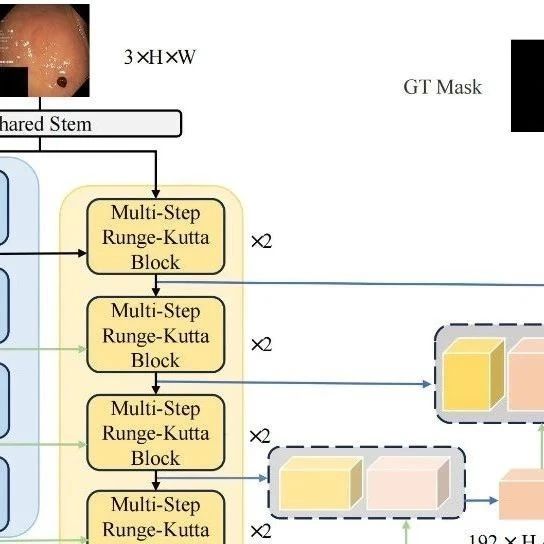 3×H×W
GT Mask
hared Stem
Multi-Step
Runge-Kutta
Block
×2
Multi-Step
Runge-Kutta
Block
×2
Multi-Step
Runge-Kutta
Block
×2
Multi-Step
Runge-Kutta
×2
192 × H